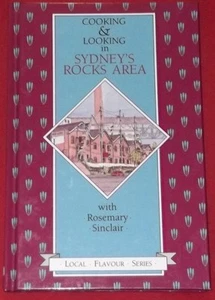 COOKING
&
LOOKING
in
SYDNEY'S
ROCKS AREA
with
Rosemary
Sinclair
LOCAL · FLAVOUR · SERIES